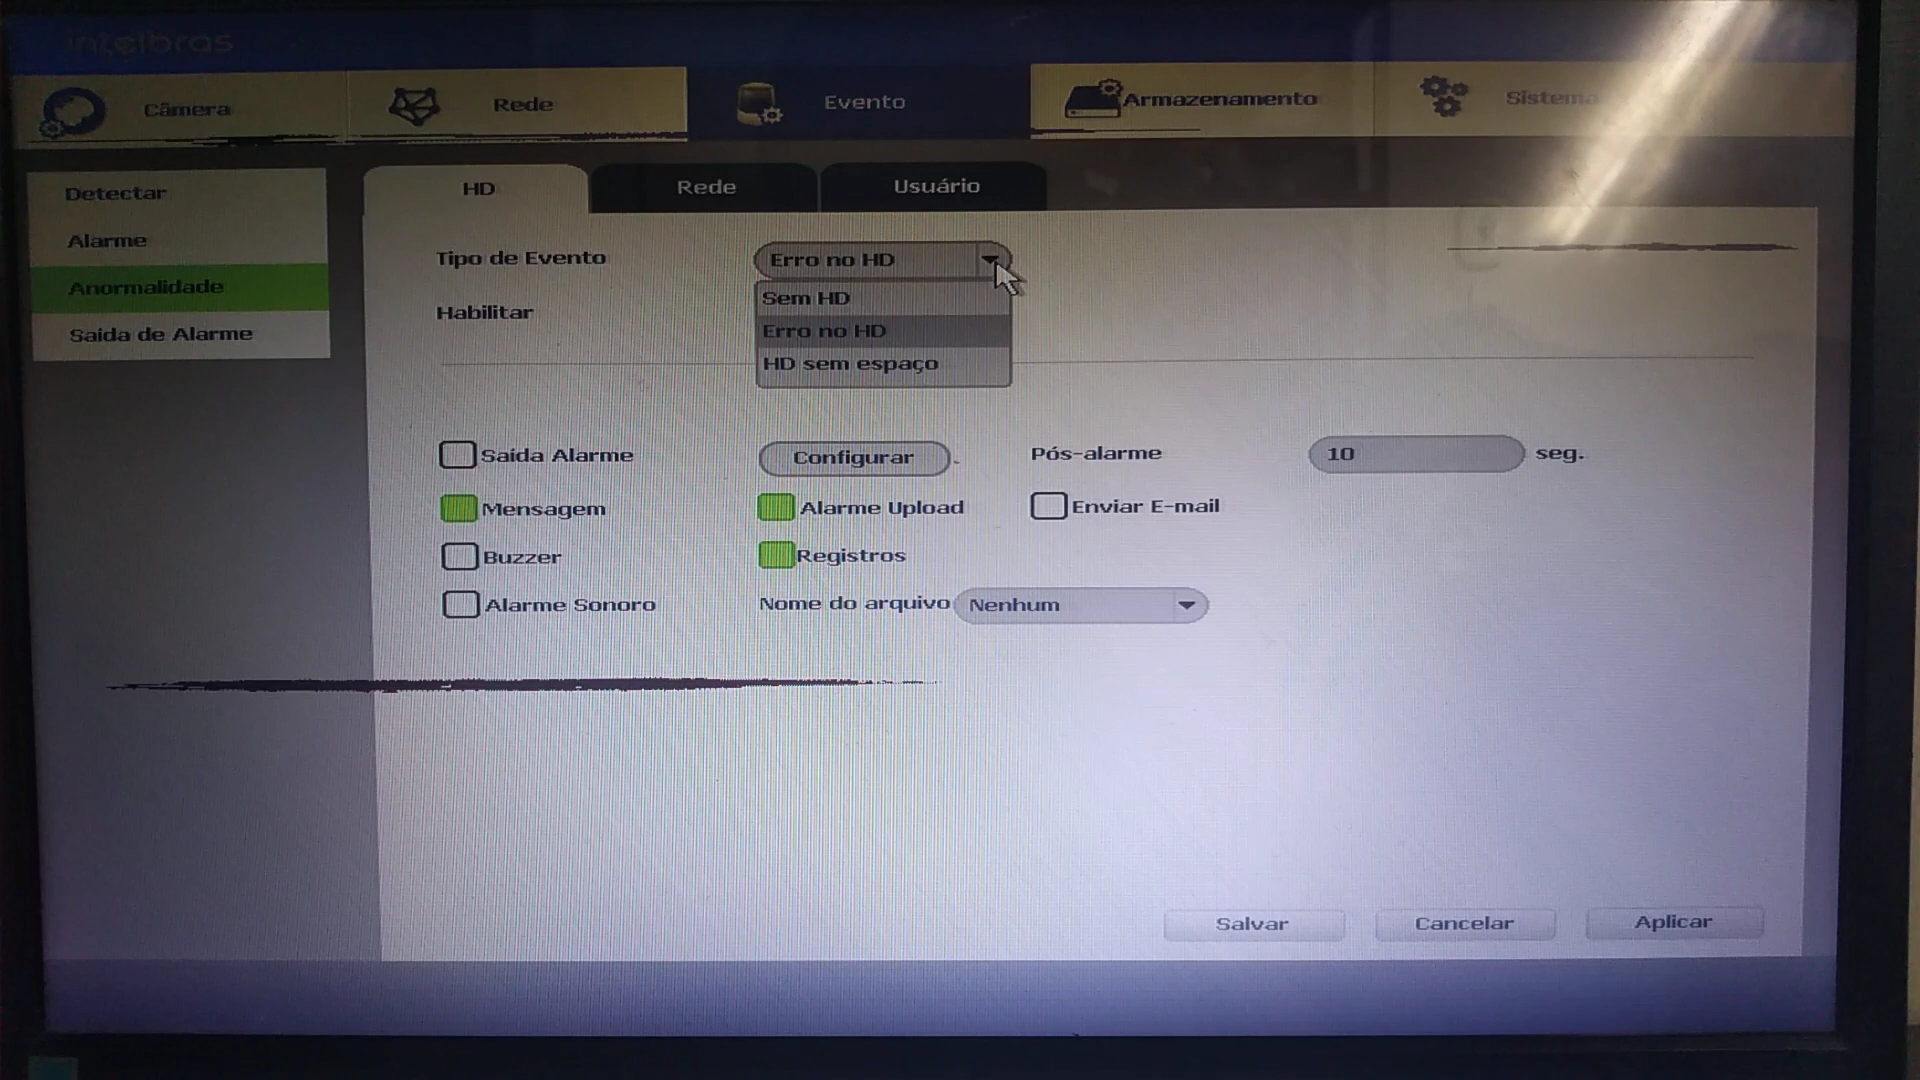 intelbras
Câmera
Rede
Evento
Armazenamento
Sistema
Detectar
Alarme
Anormalidade
Saída de Alarme
HD
Rede
Usuário
Tipo de Evento
Erro no HD
Habilitar
Sem HD
Erro no HD
HD sem espaço
Saída Alarme
Configurar
Pós-alarme
10
seg.
Mensagem
Alarme Upload
Enviar E-mail
Buzzer
Registros
Alarme Sonoro
Nome do arquivo
Nenhum
Salvar
Cancelar
Aplicar